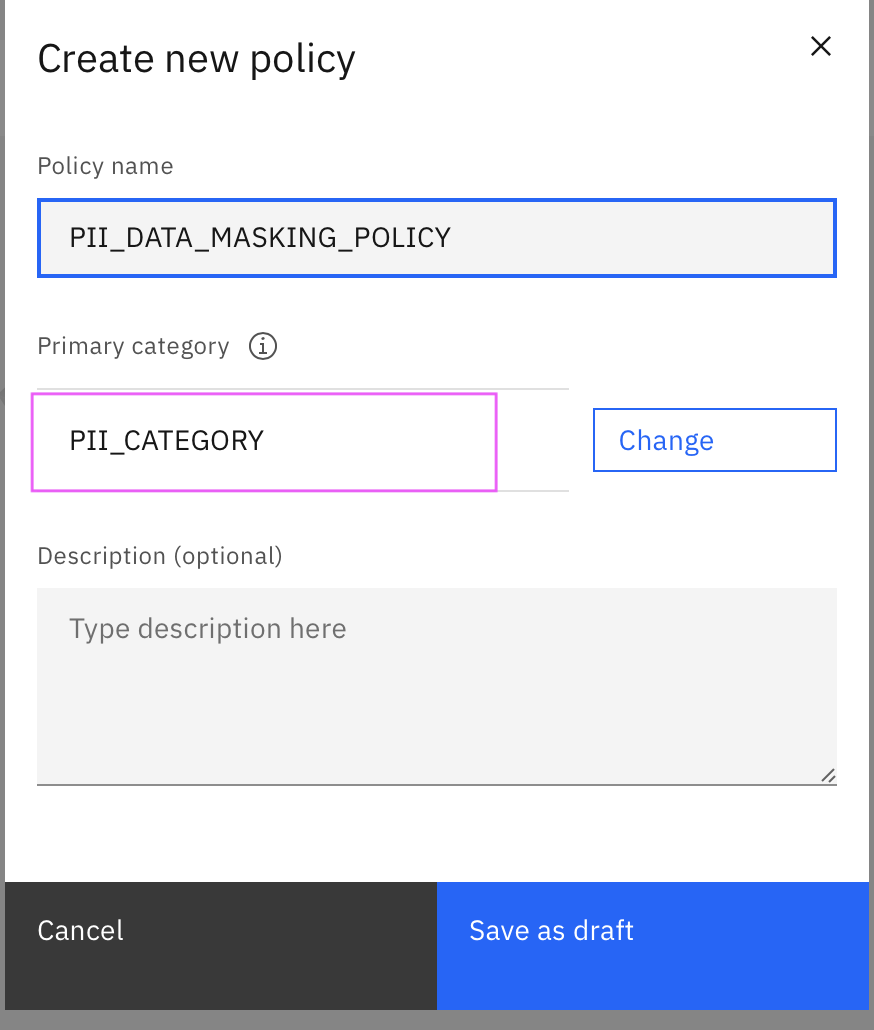 Create new policy
Policy name
PII_DATA_MASKING_POLICY
Primary category
PII_CATEGORY
Change
Description (optional)
Type description here
Cancel
Save as draft